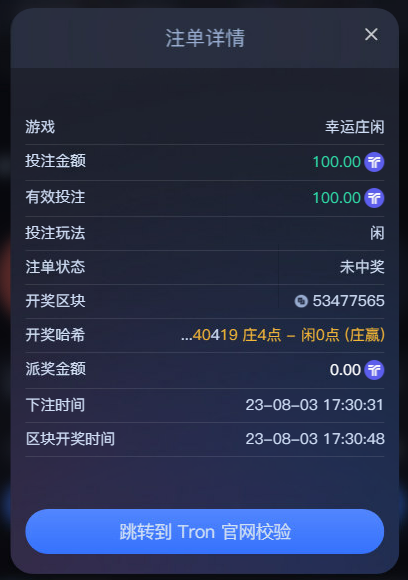 注单详情
游戏 幸运庄闲
投注金额 100.00
有效投注 100.00
投注玩法 闲
注单状态 未中奖
开奖区块 53477565
开奖哈希 ...40419 庄4点 – 闲0点 (庄赢)
派奖金额 0.00
下注时间 23-08-03 17:30:31
区块开奖时间 23-08-03 17:30:48
跳转到 Tron 官网校验